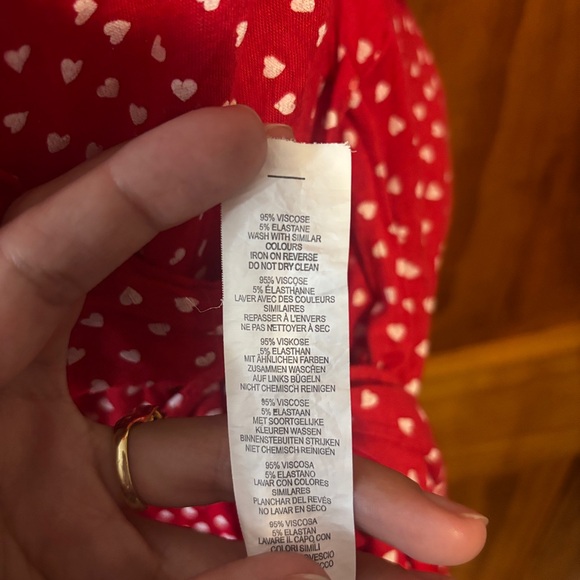 95% VISCOSE
5% ELASTANE
WASH WITH SIMILAR
COLOURS
IRON ON REVERSE
DO NOT DRY CLEAN
95% VISCOSE
5% ÉLASTHANNE
LAVER AVEC DES COULEURS
SIMILAIRES
REPASSER À L'ENVERS
NE PAS NETTOYER À SEC
95% VISKOSE
5% ELASTHAN
MIT ÄHNLICHEN FARBEN
ZUSAMMEN WASCHEN
AUF LINKS BÜGELN
NICHT CHEMISCH REINIGEN
95% VISCOSE
5% ELASTAAN
MET SOORTGELIJKE
KLEUREN WASSEN
BINNENSTEBUITEN STRIJKEN
NIET CHEMISCH REINIGEN
95% VISCOSA
5% ELASTANO
LAVAR CON COLORES
SIMILARES
PLANCHAR DEL REVÉS
NO LAVAR EN SECO
95% VISCOSA
5% ELASTAN
LAVARE IL CAPO CON
COLORI SIMILI